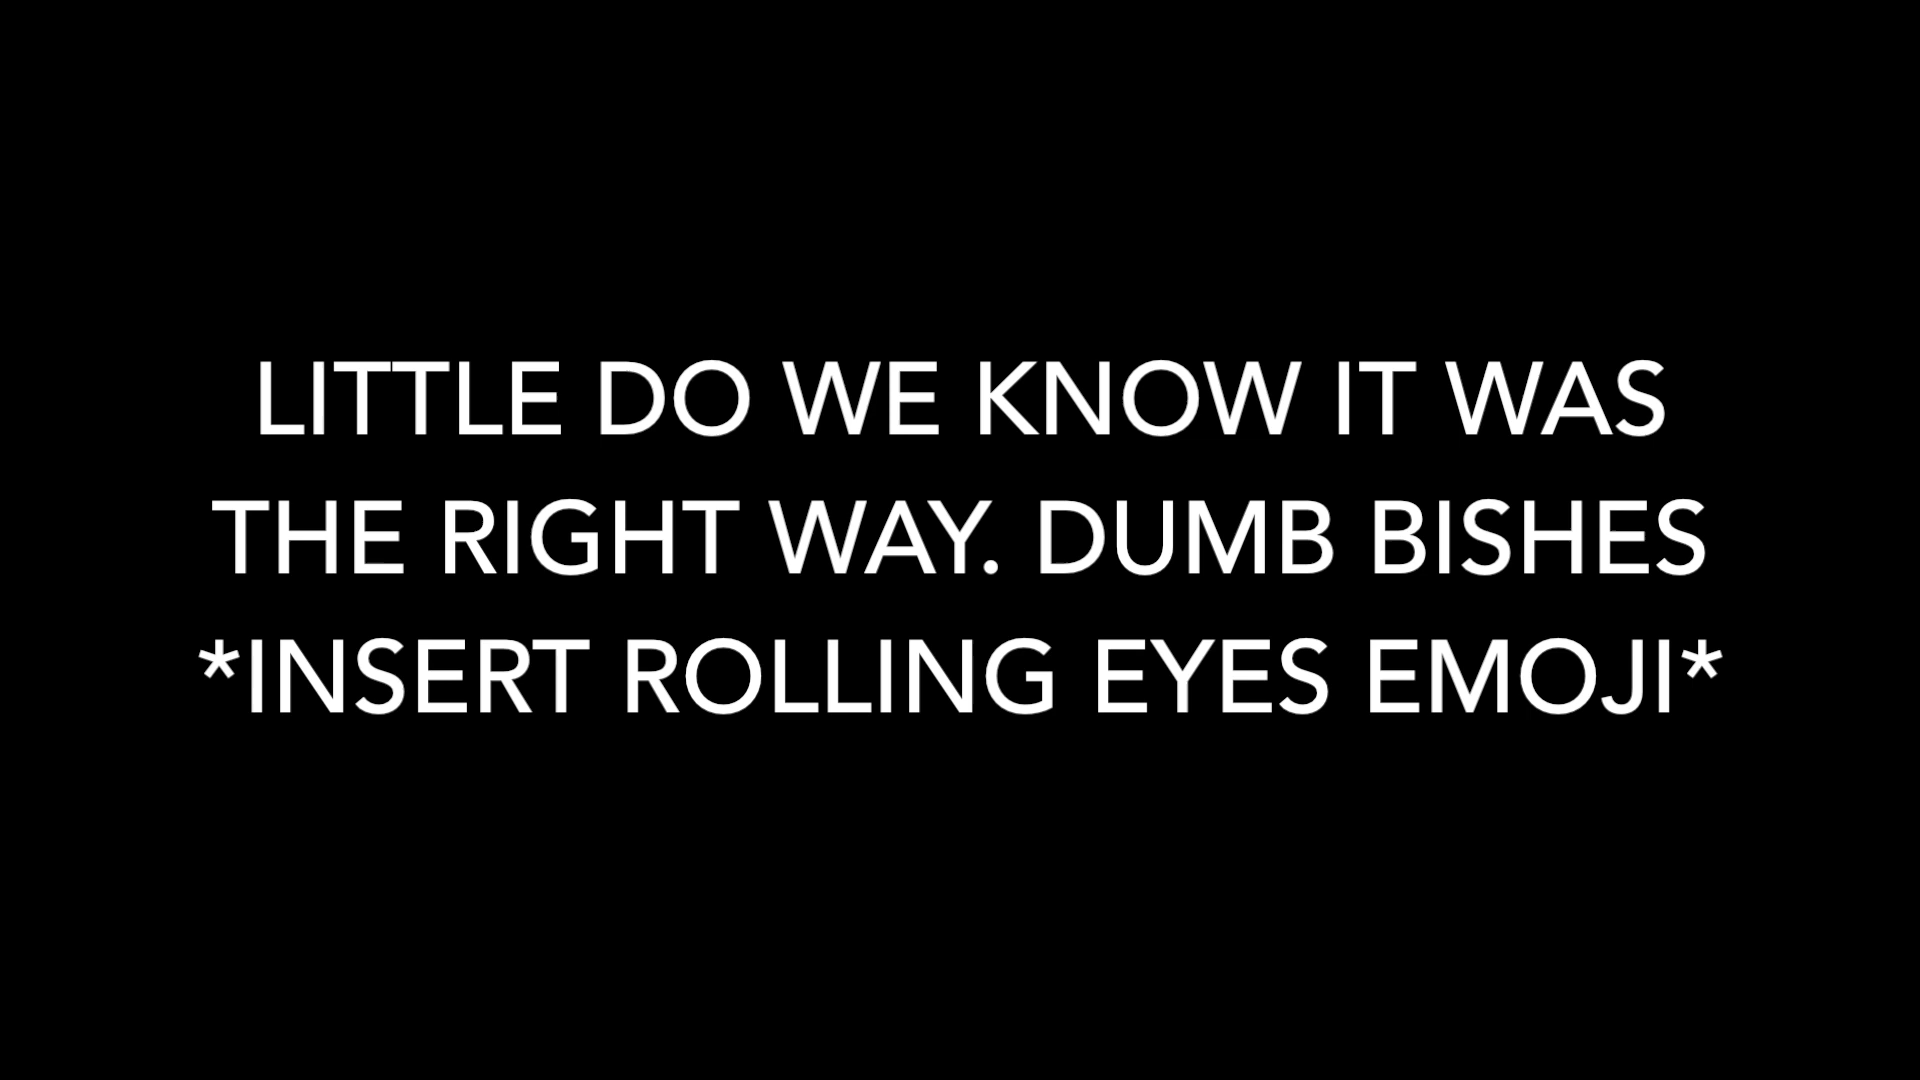 LITTLE DO WE KNOW IT WAS
THE RIGHT WAY. DUMB BISHES
*INSERT ROLLING EYES EMOJI*